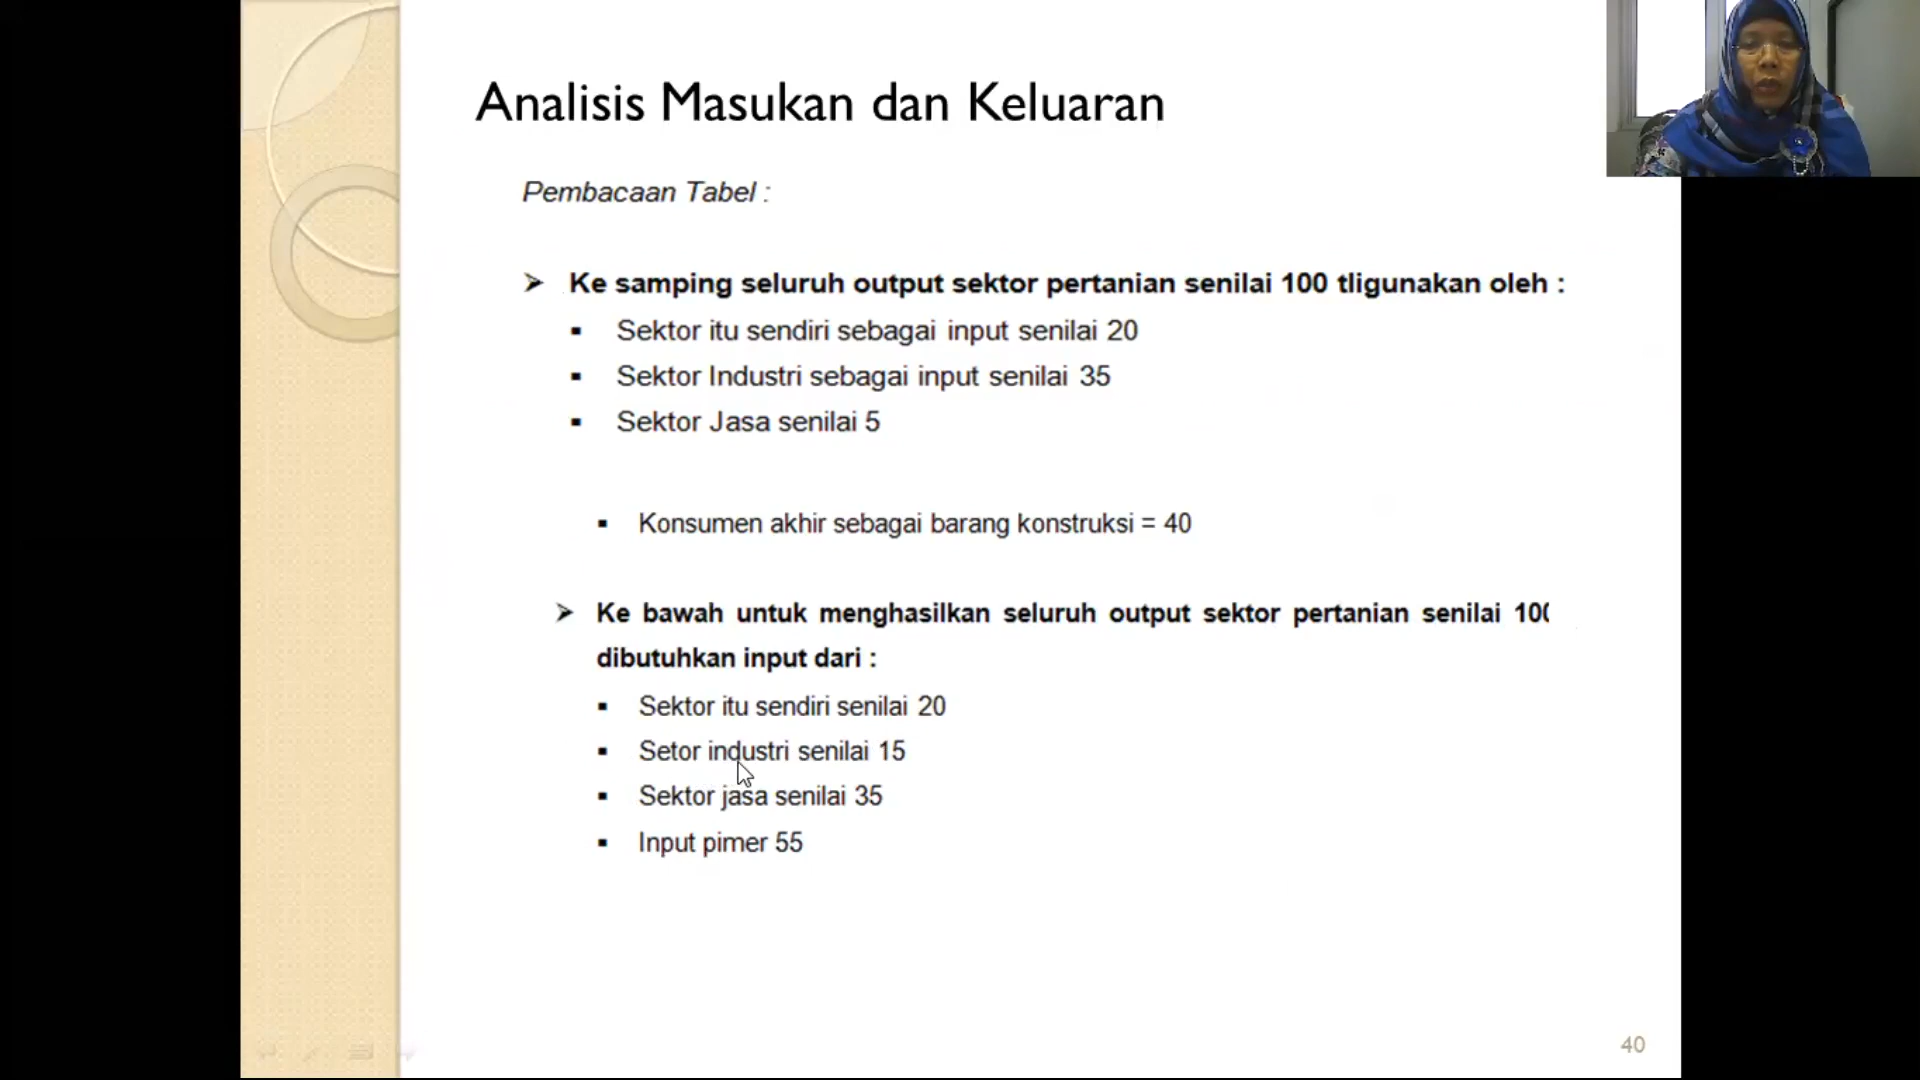 Analisis Masukan dan Keluaran
Pembacaan Tabel :
➢ Ke samping seluruh output sektor pertanian senilai 100 tligunakan oleh :
▪ Sektor itu sendiri sebagai input senilai 20
▪ Sektor Industri sebagai input senilai 35
▪ Sektor Jasa senilai 5
▪ Konsumen akhir sebagai barang konstruksi = 40
➢ Ke bawah untuk menghasilkan seluruh output sektor pertanian senilai 100
dibutuhkan input dari :
▪ Sektor itu sendiri senilai 20
▪ Setor industri senilai 15
▪ Sektor jasa senilai 35
▪ Input pimer 55
40